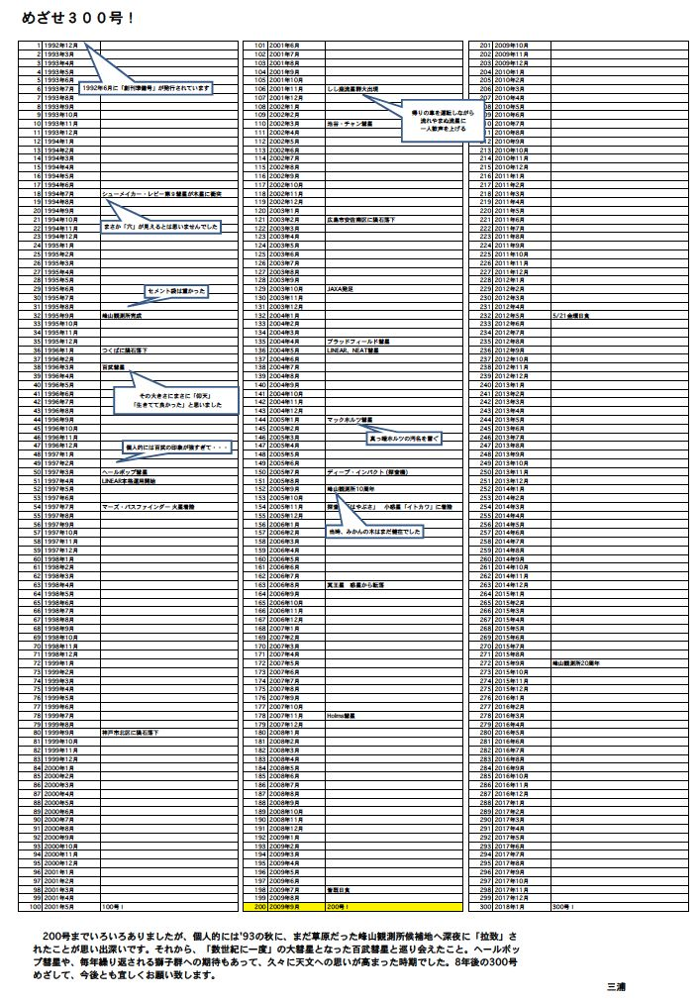 めざせ３００号！
1 1992年12月
2 1993年3月
3 1993年4月
4 1993年5月
5 1993年6月
1992年6月に「創刊準備号」が発行されています
6 1993年7月
7 1993年8月
8 1993年9月
9 1993年10月
10 1993年11月
11 1993年12月
12 1994年1月
13 1994年2月
14 1994年3月
15 1994年4月
16 1994年5月
17 1994年6月
18 1994年7月 シューメイカー・レビー第９彗星が木星に衝突
19 1994年8月
20 1994年9月
21 1994年10月
まさか「穴」が見えるとは思いませんでした
22 1994年11月
23 1994年12月
24 1995年1月
25 1995年2月
26 1995年3月
27 1995年4月
28 1995年5月
29 1995年6月
セメント袋は重かった
30 1995年7月
31 1995年8月
32 1995年9月 峰山観測所完成
33 1995年10月
34 1995年11月
35 1995年12月
36 1996年1月 つくばに隕石落下
37 1996年2月
38 1996年3月 百武彗星
39 1996年4月
40 1996年5月
41 1996年6月
その大きさにまさに「仰天」
「生きてて良かった」と思いました
42 1996年7月
43 1996年8月
44 1996年9月
45 1996年10月
46 1996年11月
47 1996年12月
個人的には百武の印象が強すぎて・・・
48 1997年1月
49 1997年2月
50 1997年3月 ヘールポップ彗星
51 1997年4月 LINEAR本格運用開始
52 1997年5月
53 1997年6月
54 1997年7月 マーズ・パスファインダー 火星着陸
55 1997年8月
56 1997年9月
57 1997年10月
58 1997年11月
59 1997年12月
60 1998年1月
61 1998年2月
62 1998年3月
63 1998年4月
64 1998年5月
65 1998年6月
66 1998年7月
67 1998年8月
68 1998年9月
69 1998年10月
70 1998年11月
71 1998年12月
72 1999年1月
73 1999年2月
74 1999年3月
75 1999年4月
76 1999年5月
77 1999年6月
78 1999年7月
79 1999年8月
80 1999年9月 神戸市北区に隕石落下
81 1999年10月
82 1999年11月
83 1999年12月
84 2000年1月
85 2000年2月
86 2000年3月
87 2000年4月
88 2000年5月
89 2000年6月
90 2000年7月
91 2000年8月
92 2000年9月
93 2000年10月
94 2000年11月
95 2000年12月
96 2001年1月
97 2001年2月
98 2001年3月
99 2001年4月
100 2001年5月 100号！
101 2001年6月
102 2001年7月
103 2001年8月
104 2001年9月
105 2001年10月
106 2001年11月 しし座流星群大出現
107 2001年12月
帰りの車を運転しながら
流れやまぬ流星に
一人歓声を上げる
108 2002年1月
109 2002年2月
110 2002年3月 池谷・チャン彗星
111 2002年4月
112 2002年5月
113 2002年6月
114 2002年7月
115 2002年8月
116 2002年9月
117 2002年10月
118 2002年11月
119 2002年12月
120 2003年1月
121 2003年2月 広島市安佐南区に隕石落下
122 2003年3月
123 2003年4月
124 2003年5月
125 2003年6月
126 2003年7月
127 2003年8月
128 2003年9月
129 2003年10月 JAXA発足
130 2003年11月
131 2003年12月
132 2004年1月
133 2004年2月
134 2004年3月
135 2004年4月 ブラッドフィールド彗星
136 2004年5月 LINEAR、NEAT彗星
137 2004年6月
138 2004年7月
139 2004年8月
140 2004年9月
141 2004年10月
142 2004年11月
143 2004年12月
144 2005年1月 マックホルツ彗星
145 2005年2月
146 2005年3月
真っ暗ホルツの汚名を雪ぐ
147 2005年4月
148 2005年5月
149 2005年6月
150 2005年7月 ディープ・インパクト（探査機）
151 2005年8月
152 2005年9月 峰山観測所10周年
153 2005年10月
154 2005年11月 探査機「はやぶさ」 小惑星「イトカワ」に着陸
155 2005年12月
156 2006年1月
157 2006年2月
当時、みかんの木はまだ健在でした
158 2006年3月
159 2006年4月
160 2006年5月
161 2006年6月
162 2006年7月
163 2006年8月 冥王星 惑星から転落
164 2006年9月
165 2006年10月
166 2006年11月
167 2006年12月
168 2007年1月
169 2007年2月
170 2007年3月
171 2007年4月
172 2007年5月
173 2007年6月
174 2007年7月
175 2007年8月
176 2007年9月
177 2007年10月
178 2007年11月 Holms彗星
179 2007年12月
180 2008年1月
181 2008年2月
182 2008年3月
183 2008年4月
184 2008年5月
185 2008年6月
186 2008年7月
187 2008年8月
188 2008年9月
189 2008年10月
190 2008年11月
191 2008年12月
192 2009年1月
193 2009年2月
194 2009年3月
195 2009年4月
196 2009年5月
197 2009年6月
198 2009年7月 皆既日食
199 2009年8月
200 2009年9月 200号！
201 2009年10月
202 2009年11月
203 2009年12月
204 2010年1月
205 2010年2月
206 2010年3月
207 2010年4月
2010年5月
2010年6月
2010年7月
2010年8月
212 2010年9月
213 2010年10月
214 2010年11月
215 2010年12月
216 2011年1月
217 2011年2月
218 2011年3月
219 2011年4月
220 2011年5月
221 2011年6月
222 2011年7月
223 2011年8月
224 2011年9月
225 2011年10月
226 2011年11月
227 2011年12月
228 2012年1月
229 2012年2月
230 2012年3月
231 2012年4月
232 2012年5月 5/21金環日食
233 2012年6月
234 2012年7月
235 2012年8月
236 2012年9月
237 2012年10月
238 2012年11月
239 2012年12月
240 2013年1月
241 2013年2月
242 2013年3月
243 2013年4月
244 2013年5月
245 2013年6月
246 2013年7月
247 2013年8月
248 2013年9月
249 2013年10月
250 2013年11月
251 2013年12月
252 2014年1月
253 2014年2月
254 2014年3月
255 2014年4月
256 2014年5月
257 2014年6月
258 2014年7月
259 2014年8月
260 2014年9月
261 2014年10月
262 2014年11月
263 2014年12月
264 2015年1月
265 2015年2月
266 2015年3月
267 2015年4月
268 2015年5月
269 2015年6月
270 2015年7月
271 2015年8月
272 2015年9月 峰山観測所20周年
273 2015年10月
274 2015年11月
275 2015年12月
276 2016年1月
277 2016年2月
278 2016年3月
279 2016年4月
280 2016年5月
281 2016年6月
282 2016年7月
283 2016年8月
284 2016年9月
285 2016年10月
286 2016年11月
287 2016年12月
288 2017年1月
289 2017年2月
290 2017年3月
291 2017年4月
292 2017年5月
293 2017年6月
294 2017年7月
295 2017年8月
296 2017年9月
297 2017年10月
298 2017年11月
299 2017年12月
300 2018年1月 300号！
200号までいろいろありましたが、個人的には'93の秋に、まだ草原だった峰山観測所候補地へ深夜に「拉致」さ
れたことが思い出深いです。それから、「数世紀に一度」の大彗星となった百武彗星と巡り会えたこと。ヘールポッ
プ彗星や、毎年繰り返される獅子群への期待もあって、久々に天文への思いが高まった時期でした。8年後の300号
めざして、今後とも宜しくお願い致します。
三浦